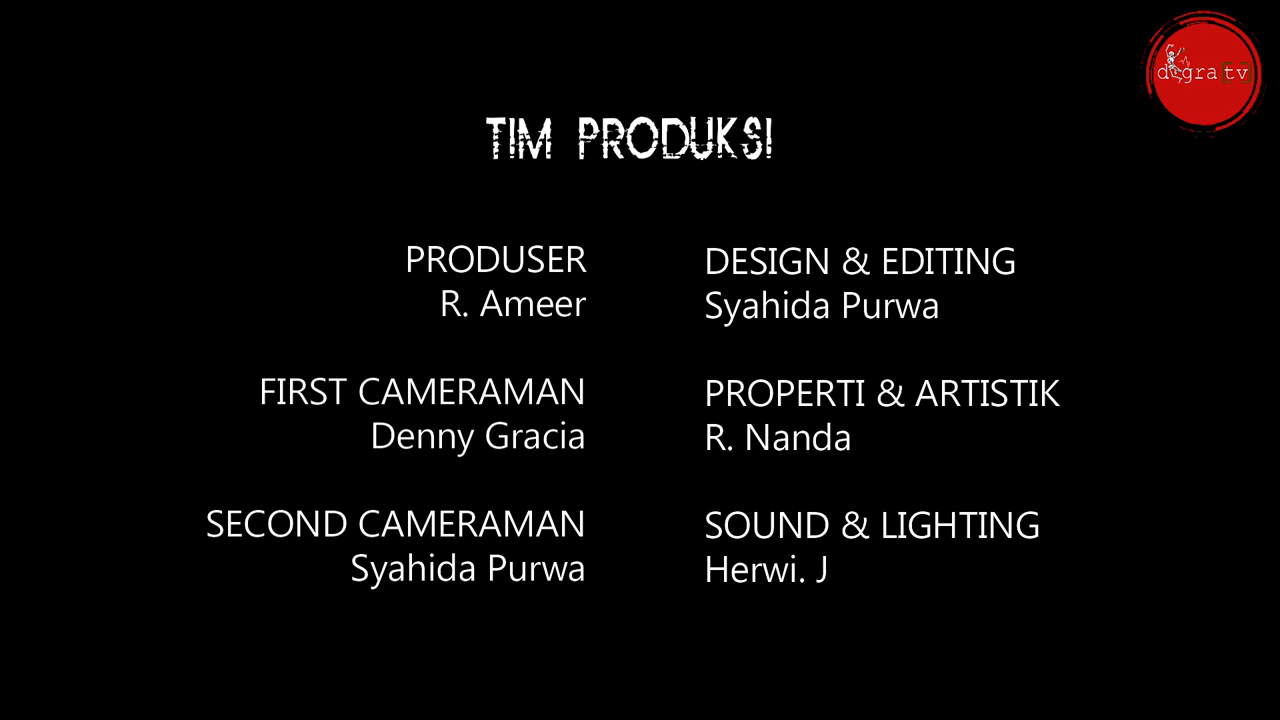 TIM PRODUKSI
PRODUSER
R. Ameer
FIRST CAMERAMAN
Denny Gracia
SECOND CAMERAMAN
Syahida Purwa
DESIGN & EDITING
Syahida Purwa
PROPERTI & ARTISTIK
R. Nanda
SOUND & LIGHTING
Herwi. J
digra tv